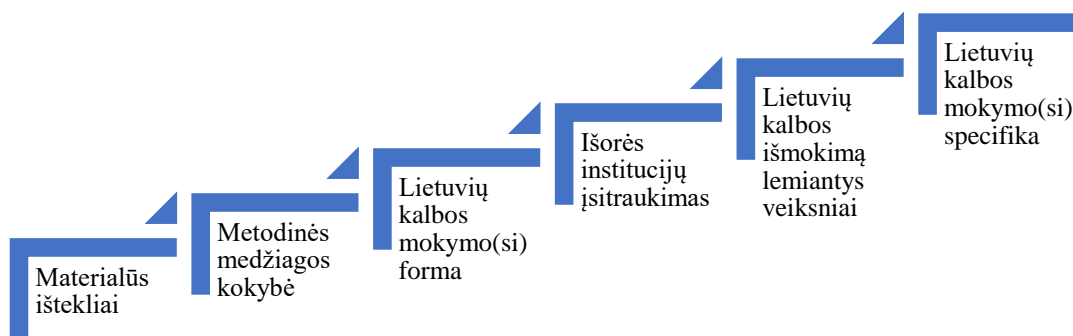 Materialūs
ištekliai
Metodinės
medžiagos
kokybė
Lietuvių
kalbos
mokymo(si)
forma
Išorės
institucijų
įsitraukimas
Lietuvių
kalbos
išmokimą
lemiantys
veiksniai
Lietuvių
kalbos
mokymo(si)
specifika